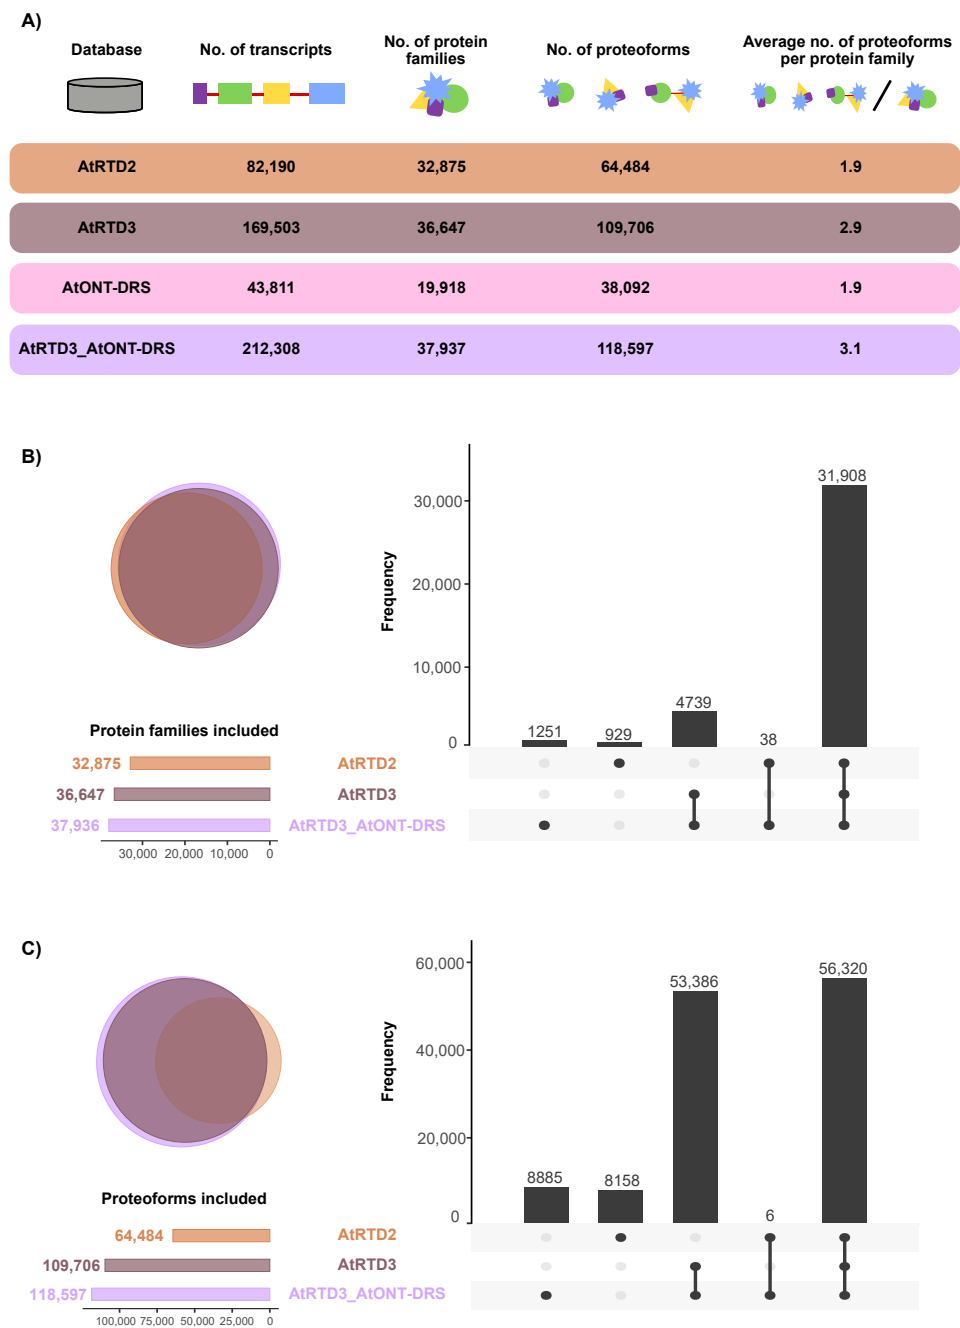 A)
Database
No. of transcripts
No. of protein
families
No. of proteoforms
Average no. of proteoforms
per protein family
AtRTD2 82,190 32,875 64,484 1.9
AtRTD3 169,503 36,647 109,706 2.9
AtONT-DRS 43,811 19,918 38,092 1.9
AtRTD3_AtONT-DRS 212,308 37,937 118,597 3.1
B)
Protein families included
32,875 AtRTD2
36,647 AtRTD3
37,936 AtRTD3_AtONT-DRS
30,000 20,000 10,000 0
Frequency
30,000
20,000
10,000
0
1251 929 4739 38 31,908
C)
Proteoforms included
64,484 AtRTD2
109,706 AtRTD3
118,597 AtRTD3_AtONT-DRS
100,000 75,000 50,000 25,000 0
Frequency
60,000
40,000
20,000
0
8885 8158 53,386 6 56,320